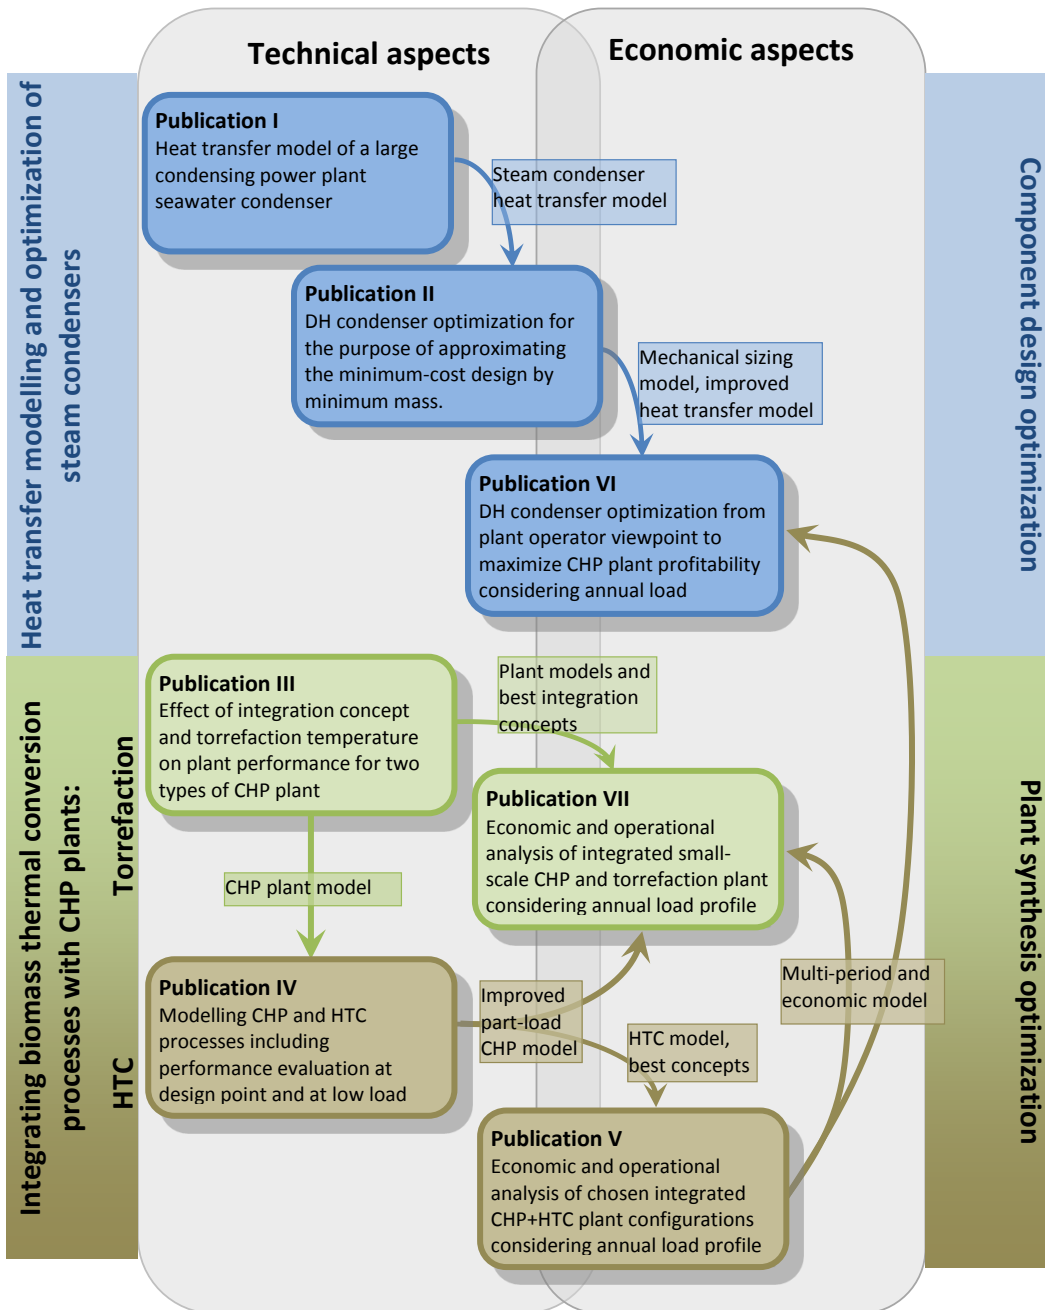 Technical aspects
Economic aspects
Heat transfer modelling and optimization of
steam condensers
Component design optimization
Publication I
Heat transfer model of a large
condensing power plant
seawater condenser
Steam condenser
heat transfer model
Publication II
DH condenser optimization for
the purpose of approximating
the minimum-cost design by
minimum mass.
Mechanical sizing
model, improved
heat transfer model
Publication VI
DH condenser optimization from
plant operator viewpoint to
maximize CHP plant profitability
considering annual load
Integrating biomass thermal conversion
processes with CHP plants:
Torrefaction
HTC
Plant synthesis optimization
Publication III
Effect of integration concept
and torrefaction temperature
on plant performance for two
types of CHP plant
Plant models and
best integration
concepts
Publication VII
Economic and operational
analysis of integrated small-
scale CHP and torrefaction plant
considering annual load profile
CHP plant model
Publication IV
Modelling CHP and HTC
processes including
performance evaluation at
design point and at low load
Improved
part-load
CHP model
HTC model,
best concepts
Multi-period and
economic model
Publication V
Economic and operational
analysis of chosen integrated
CHP+HTC plant configurations
considering annual load profile